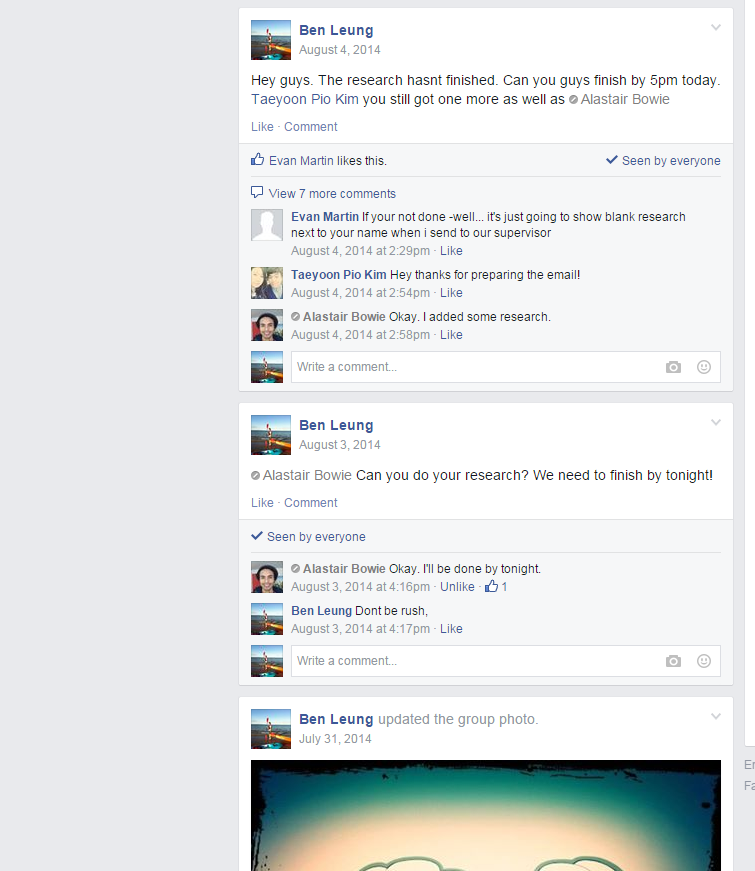 Ben Leung
August 4, 2014
Hey guys. The research hasnt finished. Can you guys finish by 5pm today.
Taeyoon Pio Kim you still got one more as well as Alastair Bowie
Like · Comment
Evan Martin likes this.
Seen by everyone
View 7 more comments
Evan Martin If your not done -well... it's just going to show blank research
next to your name when i send to our supervisor
August 4, 2014 at 2:29pm · Like
Taeyoon Pio Kim Hey thanks for preparing the email!
August 4, 2014 at 2:54pm · Like
Alastair Bowie Okay. I added some research.
August 4, 2014 at 2:58pm · Like
Write a comment...
Ben Leung
August 3, 2014
Alastair Bowie Can you do your research? We need to finish by tonight!
Like · Comment
Seen by everyone
Alastair Bowie Okay. I'll be done by tonight.
August 3, 2014 at 4:16pm · Unlike · 1
Ben Leung Dont be rush,
August 3, 2014 at 4:17pm · Like
Write a comment...
Ben Leung updated the group photo.
July 31, 2014